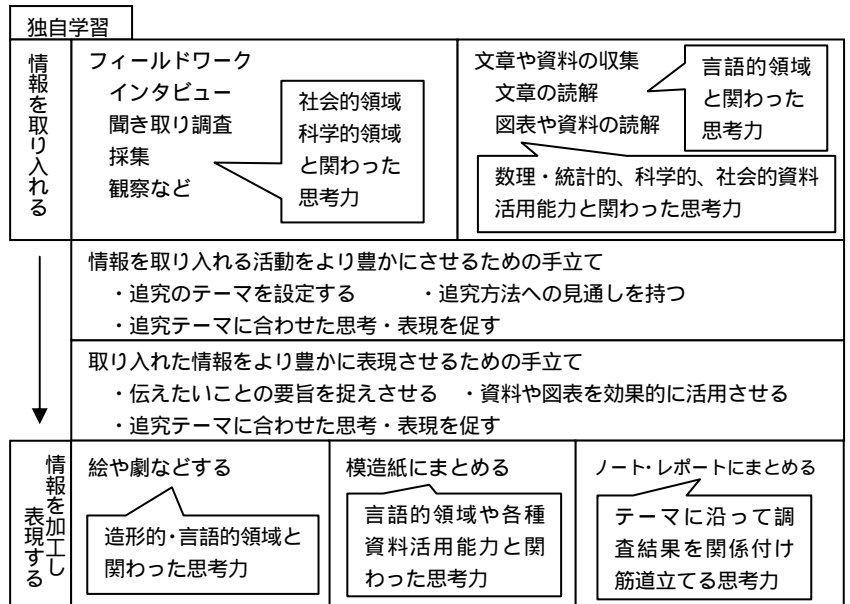 独自学習
情報を取り入れる
フィールドワーク
インタビュー
聞き取り調査
採集
観察など
社会的領域
科学的領域
と関わった
思考力
文章や資料の収集
文章の読解
図表や資料の読解
言語的領域
と関わった
思考力
数理・統計的、科学的、社会的資料
活用能力と関わった思考力
情報を取り入れる活動をより豊かにさせるための手立て
・追究のテーマを設定する ・追究方法への見通しを持つ
・追究テーマに合わせた思考・表現を促す
取り入れた情報をより豊かに表現させるための手立て
・伝えたいことの要旨を捉えさせる ・資料や図表を効果的に活用させる
・追究テーマに合わせた思考・表現を促す
情報を加工し
表現する
絵や劇などする
造形的・言語的領域と
関わった思考力
模造紙にまとめる
言語的領域や各種
資料活用能力と関
わった思考力
ノート・レポートにまとめる
テーマに沿って調
査結果を関係付け
筋道立てる思考力